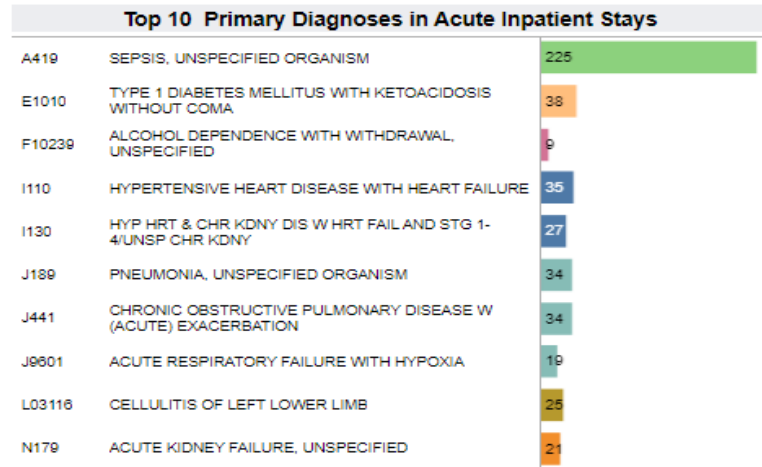 Top 10 Primary Diagnoses in Acute Inpatient Stays
A419 SEPSIS, UNSPECIFIED ORGANISM 225
E1010 TYPE 1 DIABETES MELLITUS WITH KETOACIDOSIS
WITHOUT COMA 38
F10239 ALCOHOL DEPENDENCE WITH WITHDRAWAL,
UNSPECIFIED 9
I110 HYPERTENSIVE HEART DISEASE WITH HEART FAILURE 35
I130 HYP HRT & CHR KDNY DIS W HRT FAIL AND STG 1-
4/UNSP CHR KDNY 27
J189 PNEUMONIA, UNSPECIFIED ORGANISM 34
J441 CHRONIC OBSTRUCTIVE PULMONARY DISEASE W
(ACUTE) EXACERBATION 34
J9601 ACUTE RESPIRATORY FAILURE WITH HYPOXIA 19
L03116 CELLULITIS OF LEFT LOWER LIMB 25
N179 ACUTE KIDNEY FAILURE, UNSPECIFIED 21